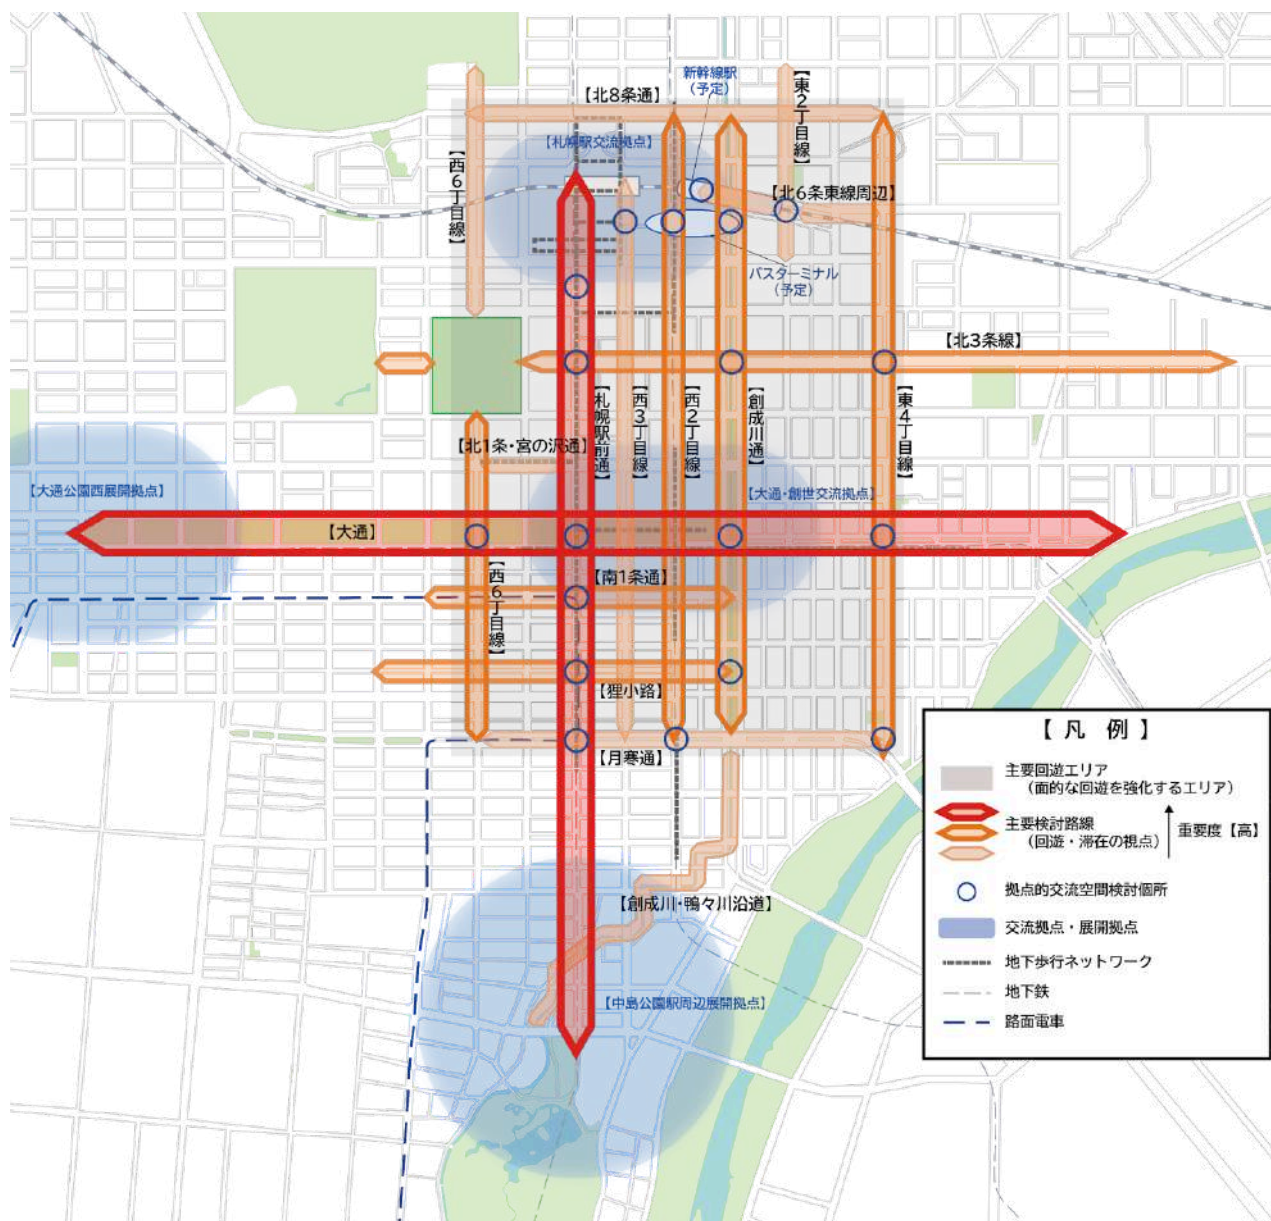 新幹線駅
(予定)
【北8条通】
【東2丁目線】
【札幌駅交流拠点】
【西6丁目線】
【北6条東線周辺】
バスターミナル
(予定)
【北3条線】
【札幌駅前通】
【西3丁目線】
【西2丁目線】
【創成川通】
【東4丁目線】
【北1条・宮の沢通】
【大通公園西展開拠点】
【大通・創世交流拠点】
【大通】
【西6丁目線】
【南1条通】
【狸小路】
【月寒通】
【創成川・鴨々川沿道】
【中島公園駅周辺展開拠点】
【凡 例】
主要回遊エリア
(面的な回遊を強化するエリア)
主要検討路線
(回遊・滞在の視点)
重要度【高】
拠点的交流空間検討個所
交流拠点・展開拠点
地下歩行ネットワーク
地下鉄
路面電車